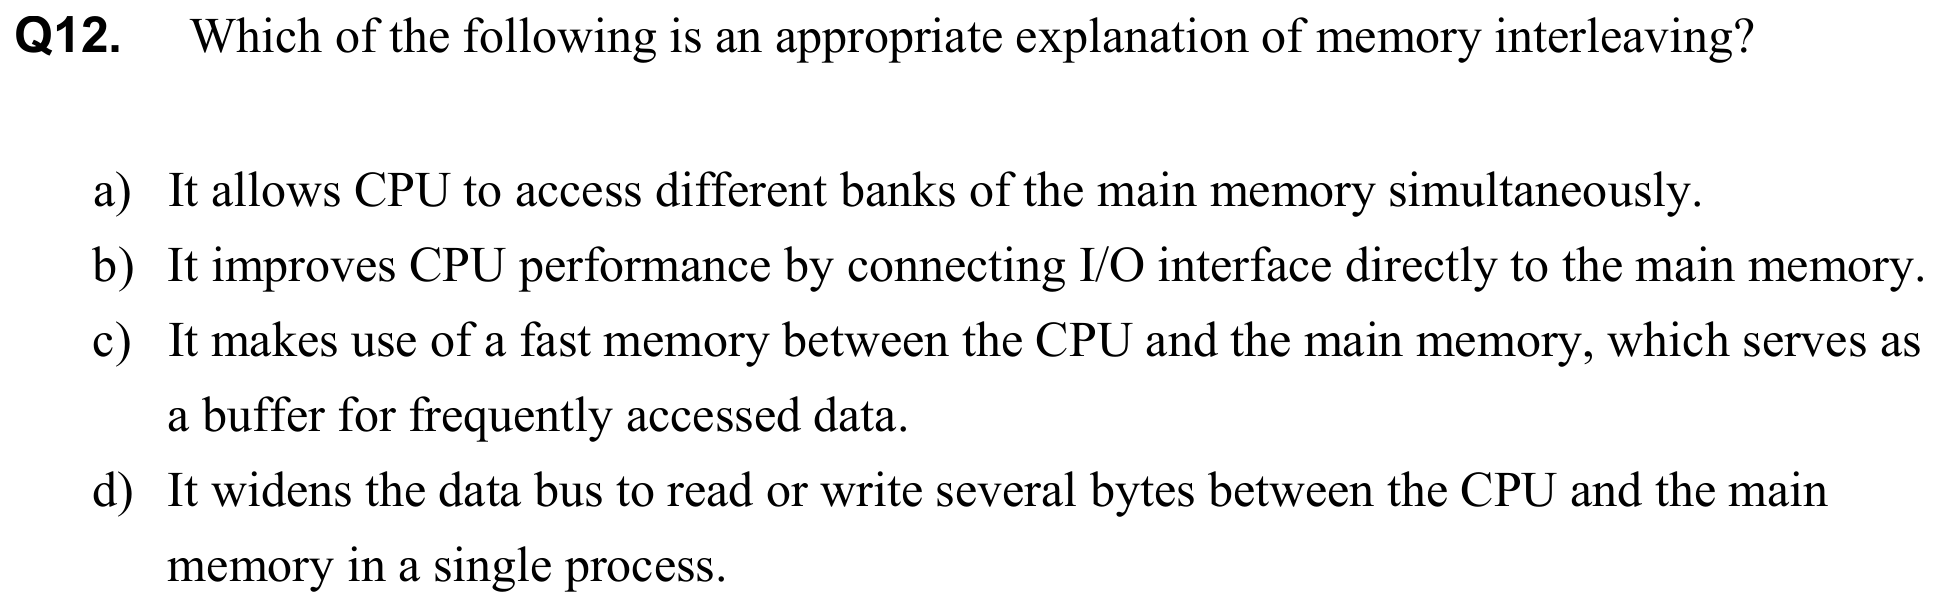 Q12. Which of the following is an appropriate explanation of memory interleaving?
a) It allows CPU to access different banks of the main memory simultaneously.
b) It improves CPU performance by connecting I/O interface directly to the main memory.
c) It makes use of a fast memory between the CPU and the main memory, which serves as
a buffer for frequently accessed data.
d) It widens the data bus to read or write several bytes between the CPU and the main
memory in a single process.